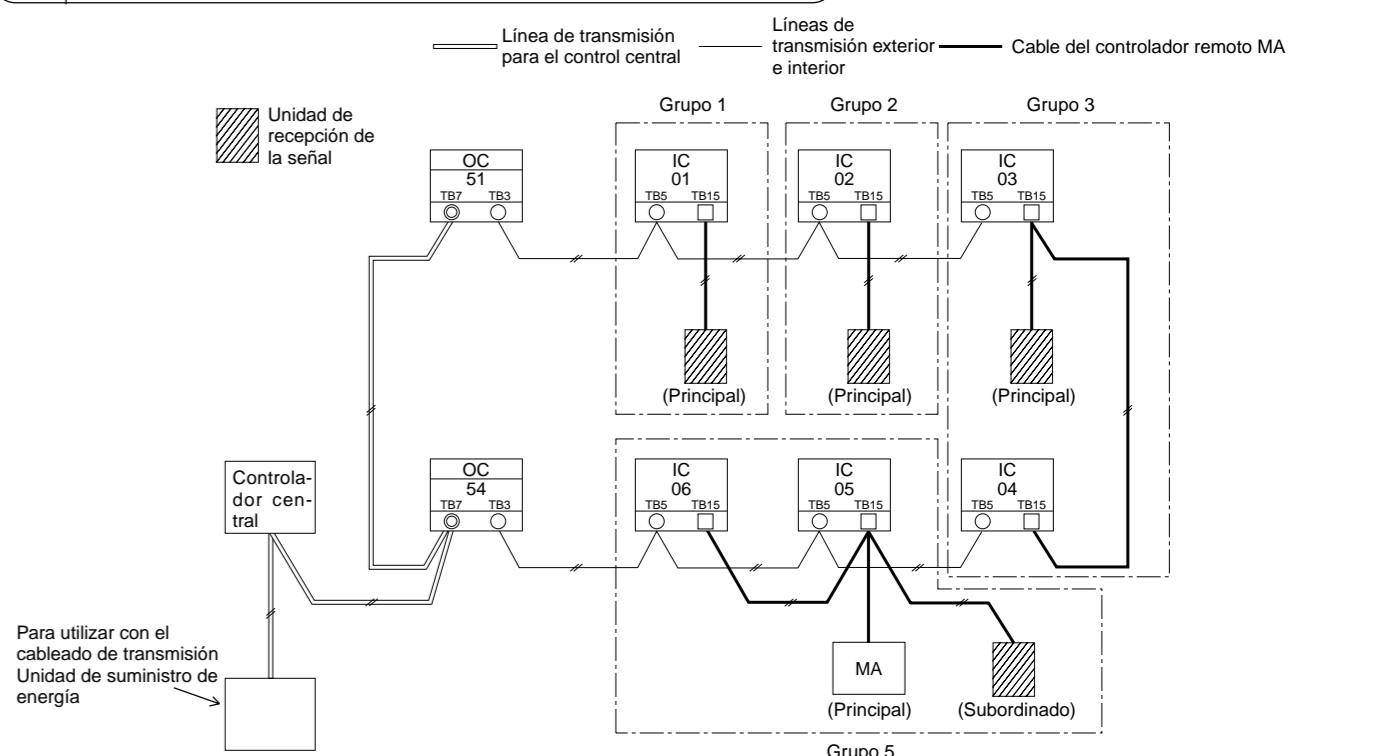 Línea de transmisión
para el control central
Líneas de
transmisión exterior
e interior
Cable del controlador remoto MA
Unidad de
recepción de
la señal
Grupo 1
Grupo 2
Grupo 3
OC
51
TB7 TB3
IC
01
TB5 TB15
IC
02
TB5 TB15
IC
03
TB5 TB15
(Principal)
(Principal)
(Principal)
Controla-
dor cen-
tral
OC
54
TB7 TB3
IC
06
TB5 TB15
IC
05
TB5 TB15
IC
04
TB5 TB15
Para utilizar con el
cableado de transmisión
Unidad de suministro de
energía
MA
(Principal)
(Subordinado)
Grupo 5